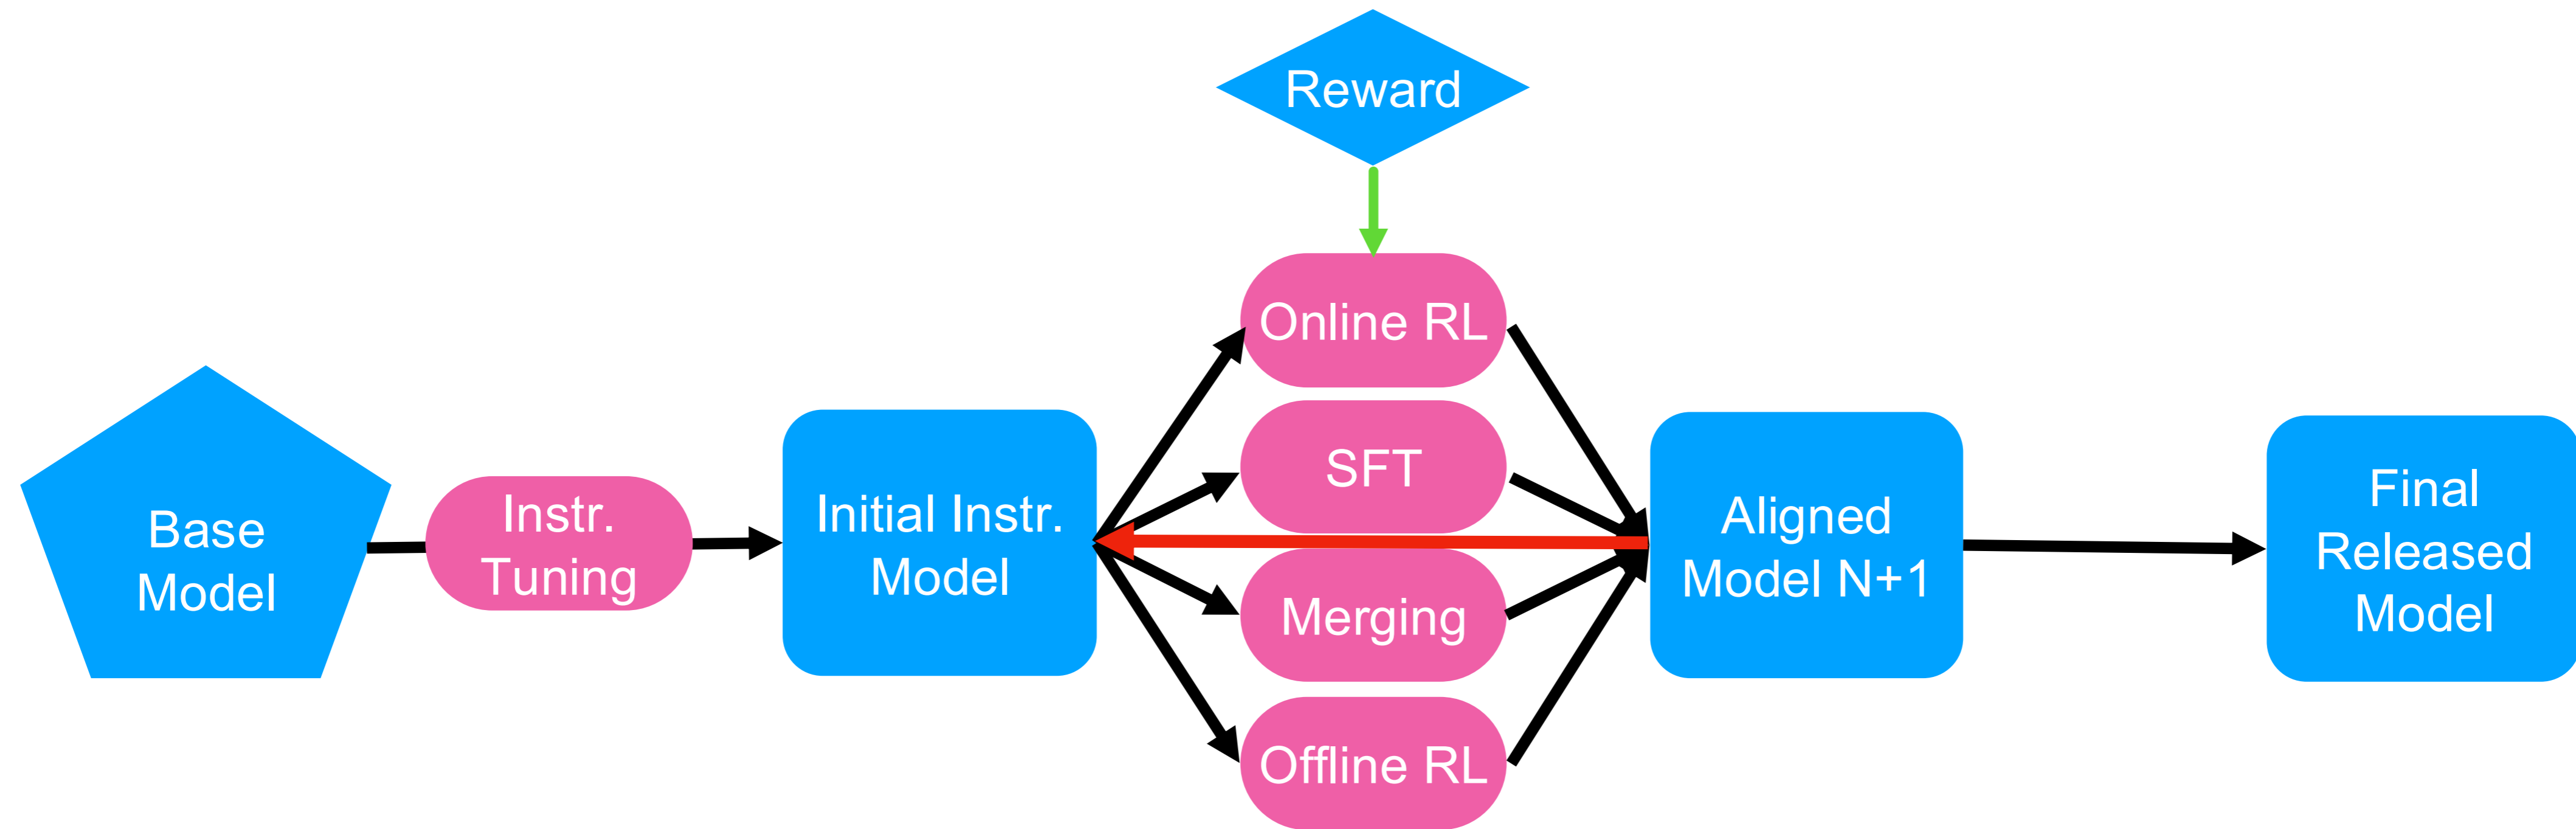 Reward
Online RL
SFT
Merging
Offline RL
Base
Model
Instr.
Tuning
Initial Instr.
Model
Aligned
Model N+1
Final
Released
Model